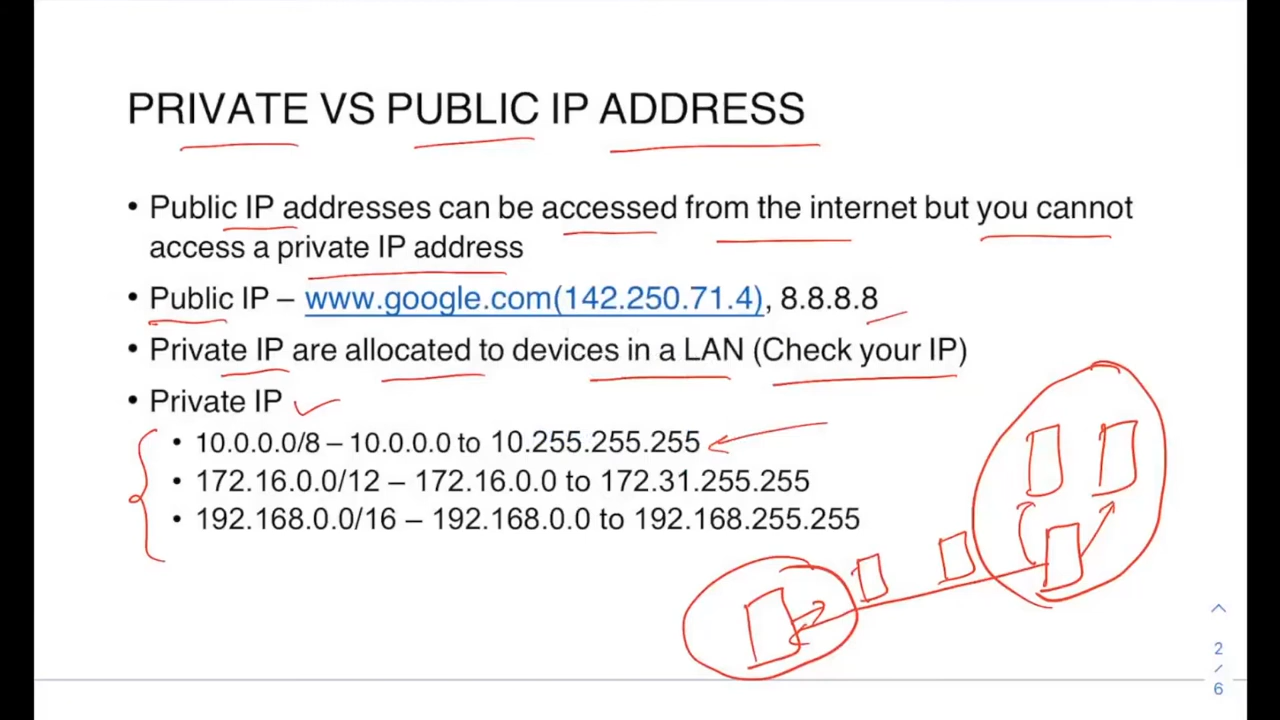 PRIVATE VS PUBLIC IP ADDRESS
• Public IP addresses can be accessed from the internet but you cannot
access a private IP address
• Public IP – www.google.com(142.250.71.4), 8.8.8.8
• Private IP are allocated to devices in a LAN (Check your IP)
• Private IP
• 10.0.0.0/8 – 10.0.0.0 to 10.255.255.255
• 172.16.0.0/12 – 172.16.0.0 to 172.31.255.255
• 192.168.0.0/16 – 192.168.0.0 to 192.168.255.255
2
/
6